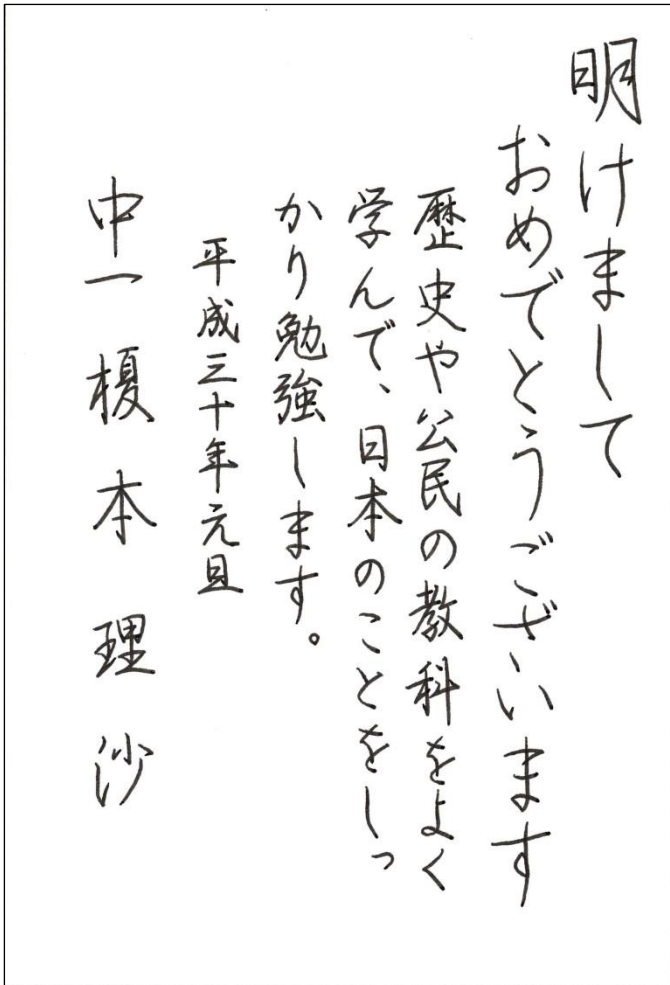 明けまして
おめでとうございます
歴史や公民の教科をよく
学んで、日本のことをしっ
かり勉強します。
平成三十年元旦
中一 榎本理沙